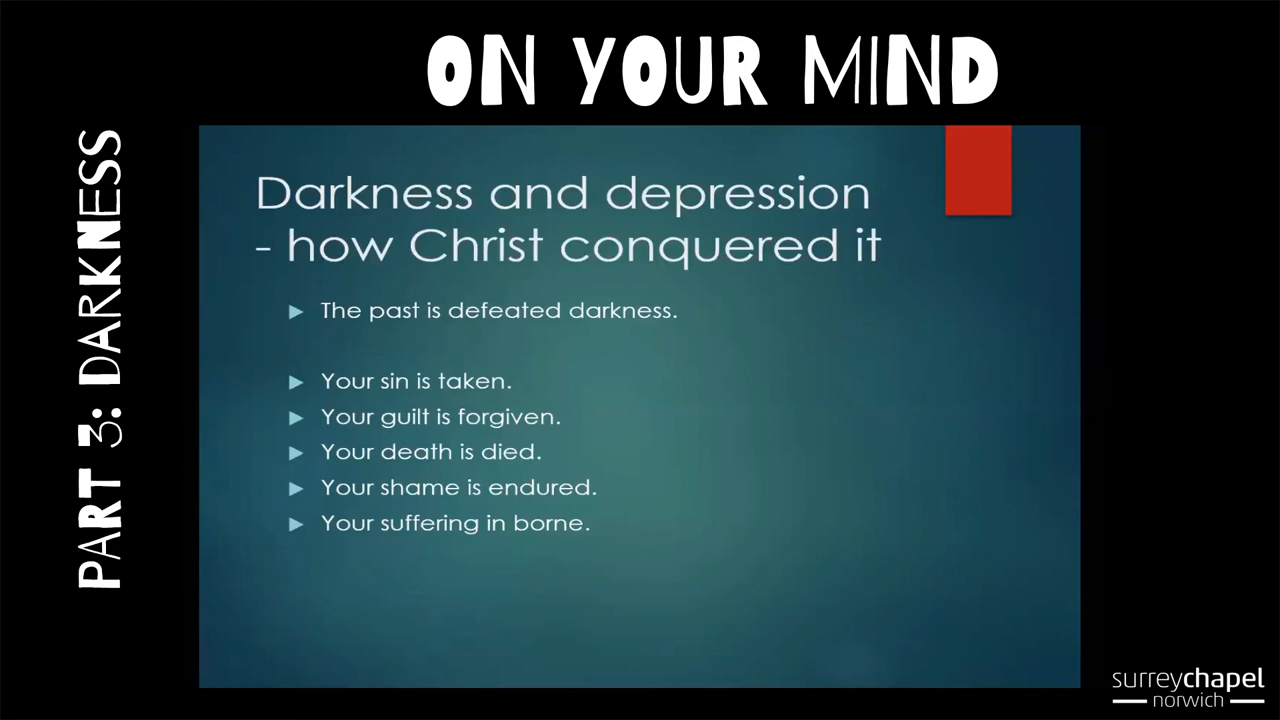 ON YOUR MIND
PART 3: DARKNESS
Darkness and depression
- how Christ conquered it
The past is defeated darkness.
Your sin is taken.
Your guilt is forgiven.
Your death is died.
Your shame is endured.
Your suffering in borne.
surreychapel
norwich